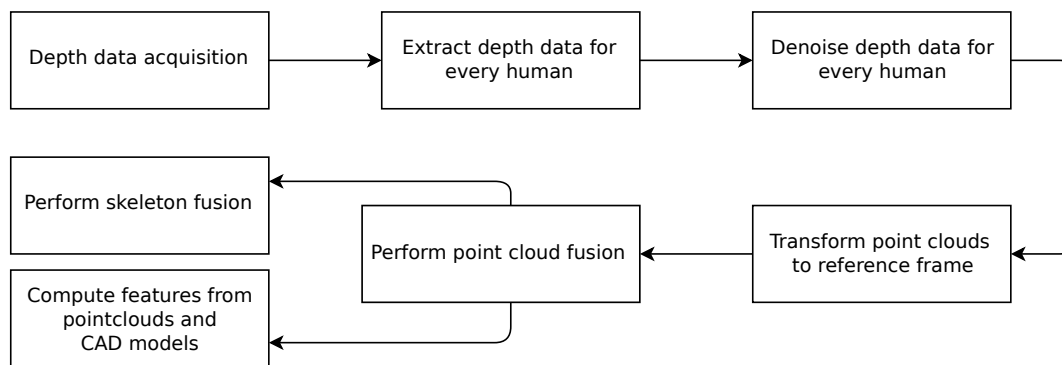 Depth data acquisition
Extract depth data for
every human
Denoise depth data for
every human
Perform skeleton fusion
Perform point cloud fusion
Transform point clouds
to reference frame
Compute features from
pointclouds and
CAD models